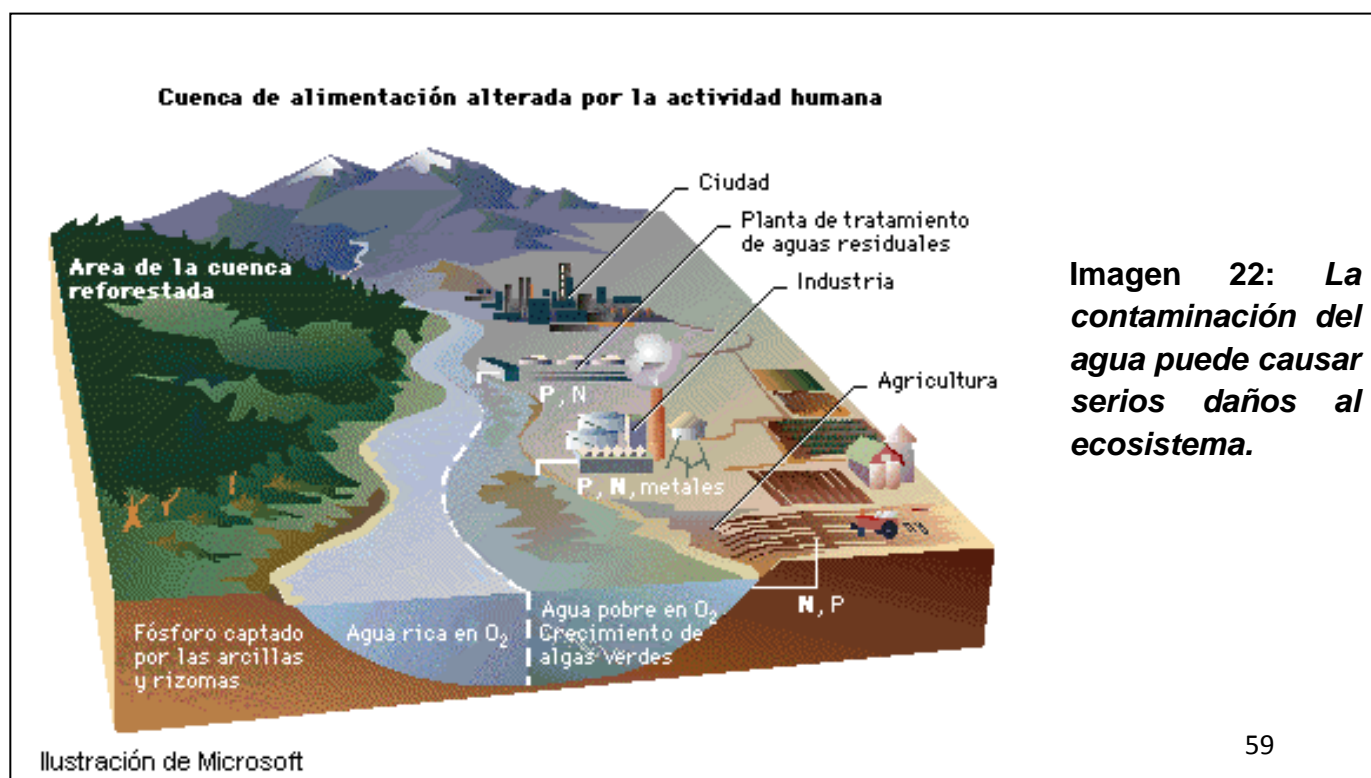 Cuenca de alimentación alterada por la actividad humana
Ciudad
Planta de tratamiento
de aguas residuales
Industria
Area de la cuenca
reforestada
Agricultura
P, N
P, N, metales
N, P
Fósforo captado
por las arcillas
y rizomas
Agua rica en O₂
Agua pobre en O₂
Crecimiento de
algas verdes
Imagen 22: La
contaminación del
agua puede causar
serios daños al
ecosistema.
Ilustración de Microsoft
59